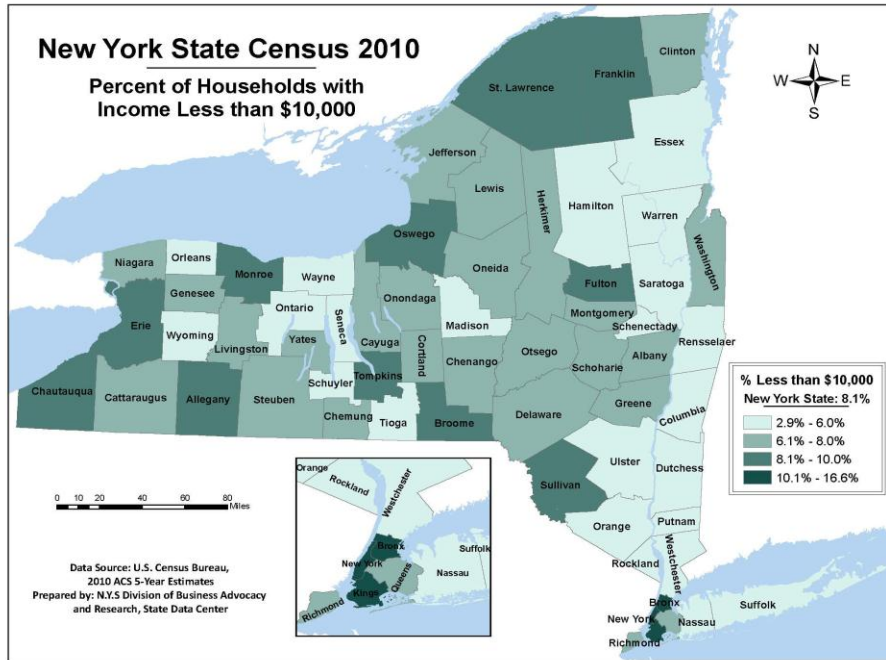 New York State Census 2010
Percent of Households with
Income Less than $10,000
N
W
E
S
Clinton
Franklin
St. Lawrence
Essex
Jefferson
Lewis
Herkimer
Hamilton
Warren
Washington
Oswego
Oneida
Saratoga
Fulton
Niagara
Orleans
Monroe
Wayne
Genesee
Onondaga
Montgomery
Schenectady
Ontario
Seneca
Madison
Erie
Wyoming
Livingston
Yates
Cayuga
Cortland
Chenango
Otsego
Schoharie
Albany
Rensselaer
Schuyler
Tompkins
Chautauqua
Cattaraugus
Allegany
Steuben
Chemung
Tioga
Broome
Delaware
Greene
Columbia
Ulster
Dutchess
Sullivan
Orange
Putnam
Rockland
Westchester
Bronx
New York
Nassau
Suffolk
Richmond
% Less than $10,000
New York State: 8.1%
2.9% - 6.0%
6.1% - 8.0%
8.1% - 10.0%
10.1% - 16.6%
Orange
Rockland
Westchester
Bronx
New York
Suffolk
Nassau
Queens
Kings
Richmond
0 10 20 40 60 80
Miles
Data Source: U.S. Census Bureau,
2010 ACS 5-Year Estimates
Prepared by: N.Y.S Division of Business Advocacy
and Research, State Data Center